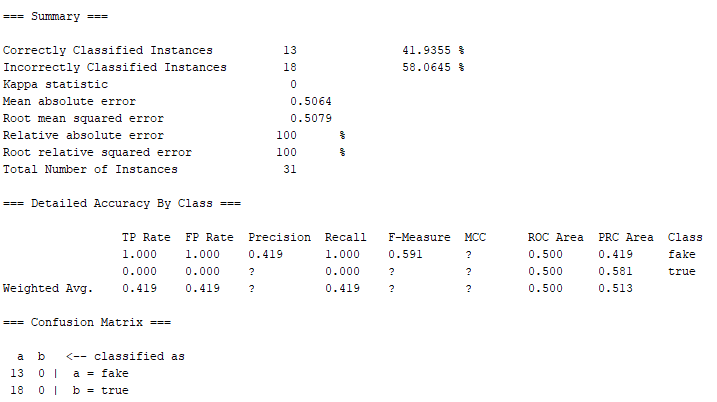 === Summary ===
Correctly Classified Instances 13 41.9355 %
Incorrectly Classified Instances 18 58.0645 %
Kappa statistic 0
Mean absolute error 0.5064
Root mean squared error 0.5079
Relative absolute error 100 %
Root relative squared error 100 %
Total Number of Instances 31
=== Detailed Accuracy By Class ===
TP Rate FP Rate Precision Recall F-Measure MCC ROC Area PRC Area Class
1.000 1.000 0.419 1.000 0.591 ? 0.500 0.419 fake
0.000 0.000 ? 0.000 ? ? 0.500 0.581 true
Weighted Avg. 0.419 0.419 ? 0.419 ? ? 0.500 0.513
=== Confusion Matrix ===
a b <-- classified as
13 0 | a = fake
18 0 | b = true